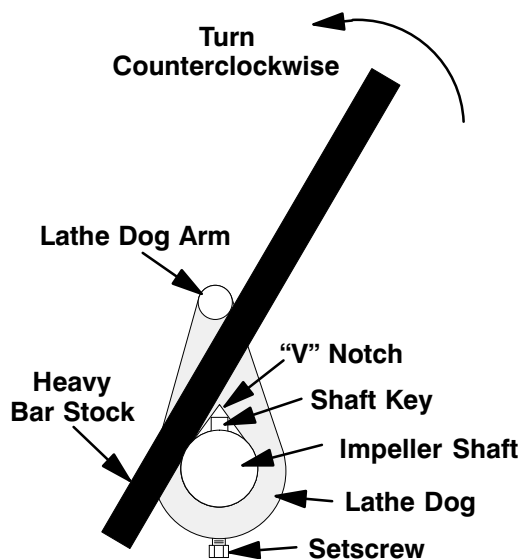 Turn
Counterclockwise
Lathe Dog Arm
“V” Notch
Heavy
Bar Stock
Shaft Key
Impeller Shaft
Lathe Dog
Setscrew